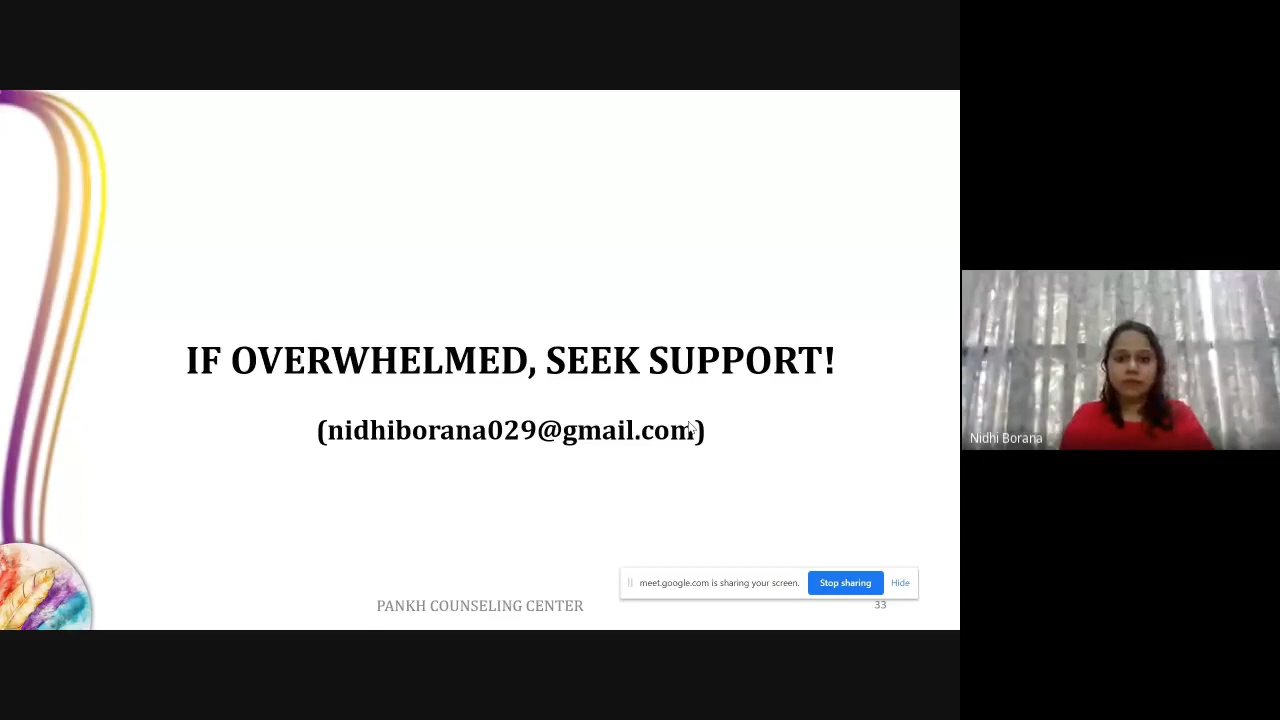 IF OVERWHELMED, SEEK SUPPORT!
(nidhiborana029@gmail.com)
meet.google.com is sharing your screen.
Stop sharing
Hide
PANKH COUNSELING CENTER
33
Nidhi Borana